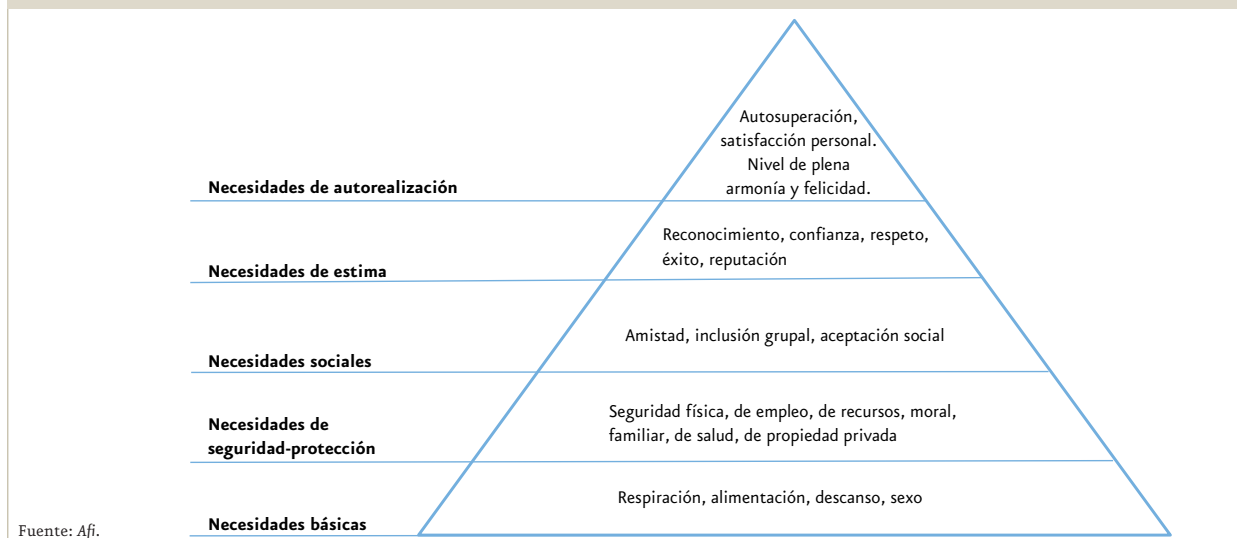 Autosuperación,
satisfacción personal.
Nivel de plena
armonía y felicidad.
Necesidades de autorealización
Reconocimiento, confianza, respeto,
éxito, reputación
Necesidades de estima
Amistad, inclusión grupal, aceptación social
Necesidades sociales
Seguridad física, de empleo, de recursos, moral,
familiar, de salud, de propiedad privada
Necesidades de
seguridad-protección
Respiración, alimentación, descanso, sexo
Necesidades básicas
Fuente: Afi.